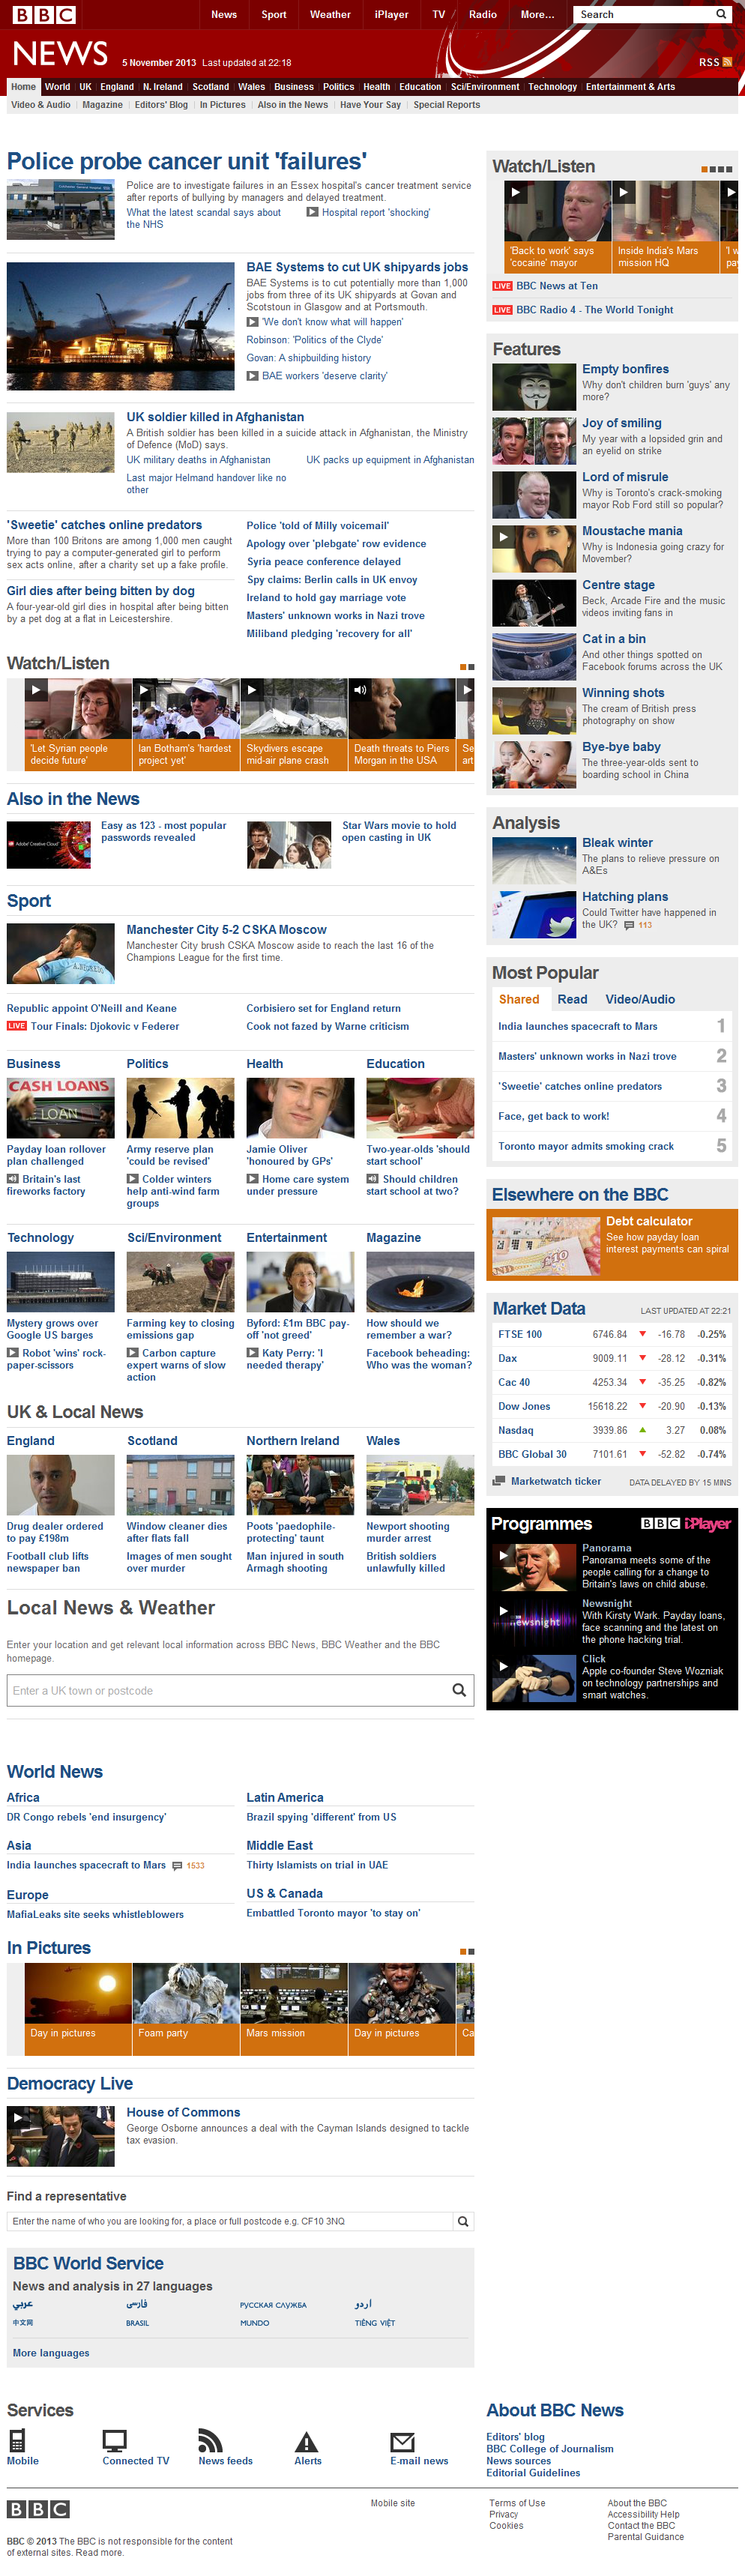 BBC
News Sport Weather iPlayer TV Radio More... Search
NEWS 5 November 2013 Last updated at 22:18
RSS
Home World UK England N. Ireland Scotland Wales Business Politics Health Education Sci/Environment Technology Entertainment & Arts
Video & Audio Magazine Editors' Blog In Pictures Also in the News Have Your Say Special Reports
Police probe cancer unit 'failures'
Police are to investigate failures in an Essex hospital's cancer treatment service
after reports of bullying by managers and delayed treatment.
What the latest scandal says about
the NHS
Hospital report 'shocking'
BAE Systems to cut UK shipyards jobs
BAE Systems is to cut potentially more than 1,000
jobs from three of its UK shipyards at Govan and
Scotstoun in Glasgow and at Portsmouth.
'We don't know what will happen'
Robinson: 'Politics of the Clyde'
Govan: A shipbuilding history
BAE workers 'deserve clarity'
UK soldier killed in Afghanistan
A British soldier has been killed in a suicide attack in Afghanistan, the Ministry
of Defence (MoD) says.
UK military deaths in Afghanistan
UK packs up equipment in Afghanistan
Last major Helmand handover like no
other
'Sweetie' catches online predators
More than 100 Britons are among 1,000 men caught
trying to pay a computer-generated girl to perform
sex acts online, after a charity set up a fake profile.
Girl dies after being bitten by dog
A four-year-old girl dies in hospital after being bitten
by a pet dog at a flat in Leicestershire.
Police 'told of Milly voicemail'
Apology over 'plebgate' row evidence
Syria peace conference delayed
Spy claims: Berlin calls in UK envoy
Ireland to hold gay marriage vote
Masters' unknown works in Nazi trove
Miliband pledging 'recovery for all'
Watch/Listen
'Let Syrian people
decide future'
Ian Botham's 'hardest
project yet'
Skydivers escape
mid-air plane crash
Death threats to Piers
Morgan in the USA
Se
art
Also in the News
Adobe Creative Cloud
Easy as 123 - most popular
passwords revealed
Star Wars movie to hold
open casting in UK
Sport
Manchester City 5-2 CSKA Moscow
Manchester City brush CSKA Moscow aside to reach the last 16 of the
Champions League for the first time.
Republic appoint O'Neill and Keane
LIVE Tour Finals: Djokovic v Federer
Corbisiero set for England return
Cook not fazed by Warne criticism
Business
CASH LOANS
LOAN
Payday loan rollover
plan challenged
Britain's last
fireworks factory
Politics
Army reserve plan
'could be revised'
Colder winters
help anti-wind farm
groups
Health
Jamie Oliver
'honoured by GPs'
Home care system
under pressure
Education
Two-year-olds 'should
start school'
Should children
start school at two?
Technology
Mystery grows over
Google US barges
Robot 'wins' rock-
paper-scissors
Sci/Environment
Farming key to closing
emissions gap
Carbon capture
expert warns of slow
action
Entertainment
Byford: £1m BBC pay-
off 'not greed'
Katy Perry: 'I
needed therapy'
Magazine
How should we
remember a war?
Facebook beheading:
Who was the woman?
UK & Local News
England
Drug dealer ordered
to pay £198m
Football club lifts
newspaper ban
Scotland
Window cleaner dies
after flats fall
Images of men sought
over murder
Northern Ireland
Poots 'paedophile-
protecting' taunt
Man injured in south
Armagh shooting
Wales
Newport shooting
murder arrest
British soldiers
unlawfully killed
Local News & Weather
Enter your location and get relevant local information across BBC News, BBC Weather and the BBC
homepage.
Enter a UK town or postcode
World News
Africa
DR Congo rebels 'end insurgency'
Latin America
Brazil spying 'different' from US
Asia
India launches spacecraft to Mars 1533
Middle East
Thirty Islamists on trial in UAE
Europe
MafiaLeaks site seeks whistleblowers
US & Canada
Embattled Toronto mayor 'to stay on'
In Pictures
Day in pictures
Foam party
Mars mission
Day in pictures
Ca
Democracy Live
House of Commons
George Osborne announces a deal with the Cayman Islands designed to tackle
tax evasion.
Find a representative
Enter the name of who you are looking for, a place or full postcode e.g. CF10 3NQ
BBC World Service
News and analysis in 27 languages
عربي فارسی РУССКАЯ СЛУЖБА اردو
中文网 BRASIL MUNDO TIẾNG VIỆT
More languages
Watch/Listen
'Back to work' says
'cocaine' mayor
Inside India's Mars
mission HQ
'I w
pay
LIVE BBC News at Ten
LIVE BBC Radio 4 - The World Tonight
Features
Empty bonfires
Why don't children burn 'guys' any
more?
Joy of smiling
My year with a lopsided grin and
an eyelid on strike
Lord of misrule
Why is Toronto's crack-smoking
mayor Rob Ford still so popular?
Moustache mania
Why is Indonesia going crazy for
Movember?
Centre stage
Beck, Arcade Fire and the music
videos inviting fans in
Cat in a bin
And other things spotted on
Facebook forums across the UK
Winning shots
The cream of British press
photography on show
Bye-bye baby
The three-year-olds sent to
boarding school in China
Analysis
Bleak winter
The plans to relieve pressure on
A&Es
Hatching plans
Could Twitter have happened in
the UK? 113
Most Popular
Shared Read Video/Audio
India launches spacecraft to Mars 1
Masters' unknown works in Nazi trove 2
'Sweetie' catches online predators 3
Face, get back to work! 4
Toronto mayor admits smoking crack 5
Elsewhere on the BBC
Debt calculator
See how payday loan
interest payments can spiral
Market Data LAST UPDATED AT 22:21
FTSE 100 6746.84 -16.78 -0.25%
Dax 9009.11 -28.12 -0.31%
Cac 40 4253.34 -35.25 -0.82%
Dow Jones 15618.22 -20.90 -0.13%
Nasdaq 3939.86 3.27 0.08%
BBC Global 30 7101.61 -52.82 -0.74%
Marketwatch ticker DATA DELAYED BY 15 MINS
Programmes BBC iPlayer
Panorama
Panorama meets some of the
people calling for a change to
Britain's laws on child abuse.
newsnight
Newsnight
With Kirsty Wark. Payday loans,
face scanning and the latest on
the phone hacking trial.
Click
Apple co-founder Steve Wozniak
on technology partnerships and
smart watches.
Services
Mobile
Connected TV
News feeds
Alerts
E-mail news
About BBC News
Editors' blog
BBC College of Journalism
News sources
Editorial Guidelines
BBC
BBC © 2013 The BBC is not responsible for the content
of external sites. Read more.
Mobile site
Terms of Use
Privacy
Cookies
About the BBC
Accessibility Help
Contact the BBC
Parental Guidance